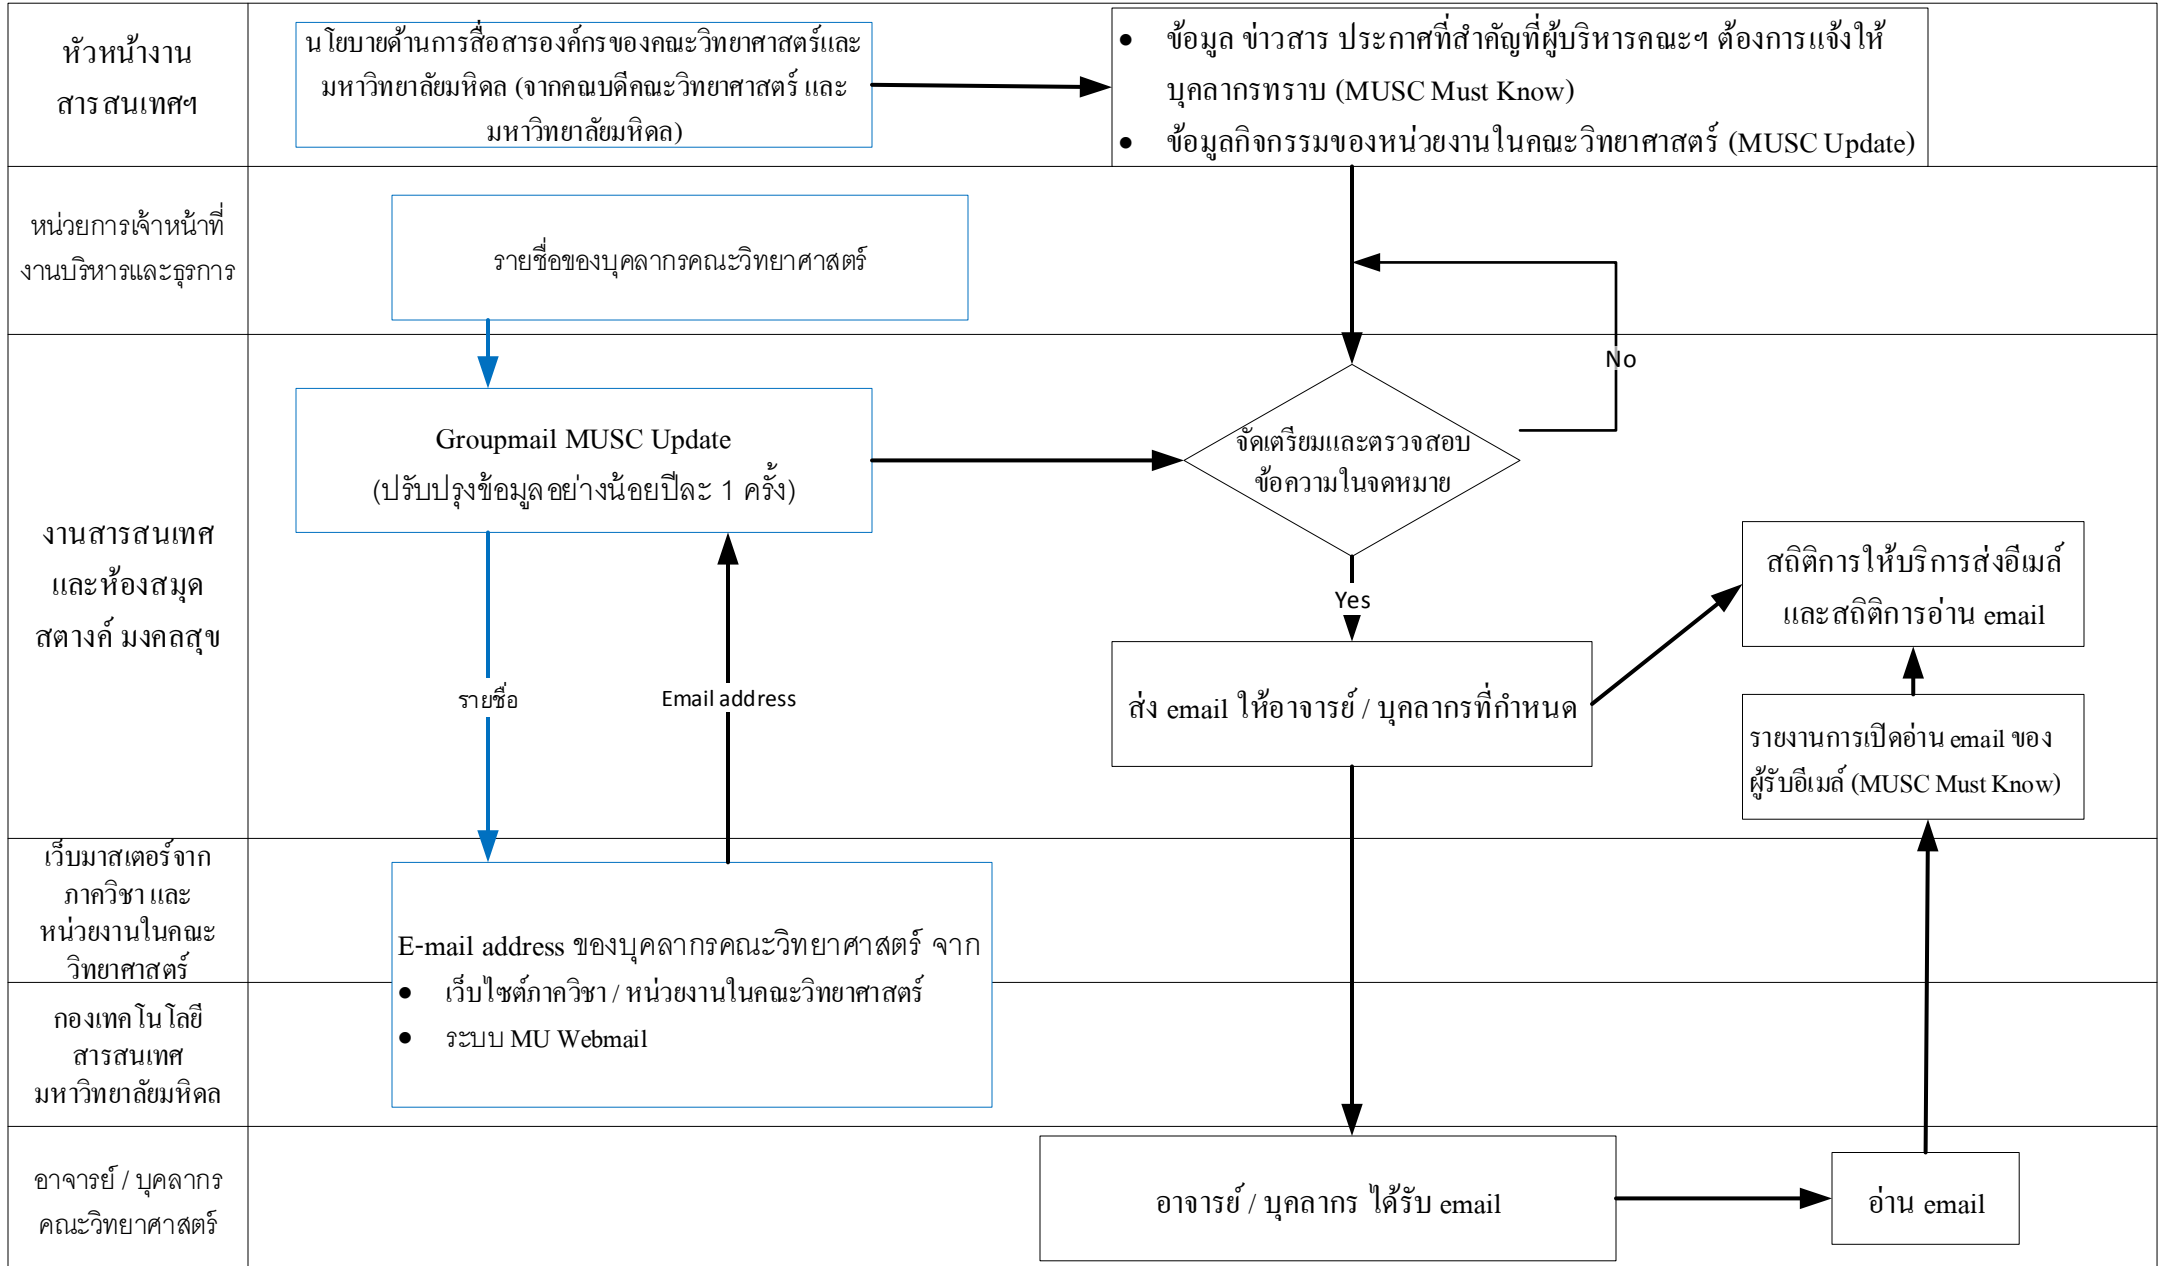 หัวหน้างาน
สารสนเทศฯ
นโยบายด้านการสื่อสารองค์กรของคณะวิทยาศาสตร์และ
มหาวิทยาลัยมหิดล (จากคณบดีคณะวิทยาศาสตร์ และ
มหาวิทยาลัยมหิดล)
● ข้อมูล ข่าวสาร ประกาศที่สำคัญที่ผู้บริหารคณะฯ ต้องการแจ้งให้
บุคลากรทราบ (MUSC Must Know)
● ข้อมูลกิจกรรมของหน่วยงานในคณะวิทยาศาสตร์ (MUSC Update)
หน่วยการเจ้าหน้าที่
งานบริหารและธุรการ
รายชื่อของบุคลากรคณะวิทยาศาสตร์
งานสารสนเทศ
และห้องสมุด
สตางค์ มงคลสุข
Groupmail MUSC Update
(ปรับปรุงข้อมูลอย่างน้อยปีละ 1 ครั้ง)
จัดเตรียมและตรวจสอบ
ข้อความในจดหมาย
No
Yes
รายชื่อ
Email address
ส่ง email ให้อาจารย์ / บุคลากรที่กำหนด
สถิติการให้บริการส่งอีเมล์
และสถิติการอ่าน email
รายงานการเปิดอ่าน email ของ
ผู้รับอีเมล์ (MUSC Must Know)
เว็บมาสเตอร์จาก
ภาควิชา และ
หน่วยงานในคณะ
วิทยาศาสตร์
E-mail address ของบุคลากรคณะวิทยาศาสตร์ จาก
● เว็บไซต์ภาควิชา / หน่วยงานในคณะวิทยาศาสตร์
● ระบบ MU Webmail
กองเทคโนโลยี
สารสนเทศ
มหาวิทยาลัยมหิดล
อาจารย์ / บุคลากร
คณะวิทยาศาสตร์
อาจารย์ / บุคลากร ได้รับ email
อ่าน email